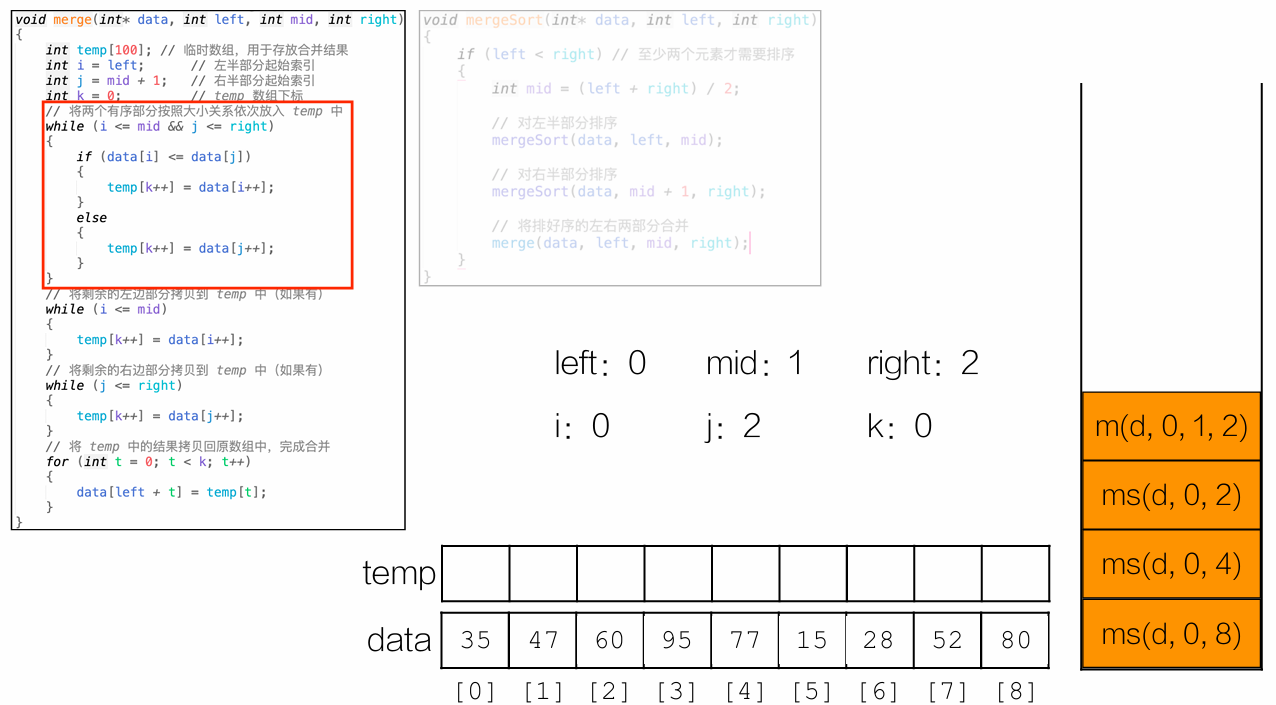 void merge(int* data, int left, int mid, int right)
{
    int temp[100]; // 临时数组，用于存放合并结果
    int i = left;      // 左半部分起始索引
    int j = mid + 1;   // 右半部分起始索引
    int k = 0;         // temp 数组下标
    // 将两个有序部分按照大小关系依次放入 temp 中
    while (i <= mid && j <= right)
    {
        if (data[i] <= data[j])
        {
            temp[k++] = data[i++];
        }
        else
        {
            temp[k++] = data[j++];
        }
    }
    // 将剩余的左边部分拷贝到 temp 中（如果有）
    while (i <= mid)
    {
        temp[k++] = data[i++];
    }
    // 将剩余的右边部分拷贝到 temp 中（如果有）
    while (j <= right)
    {
        temp[k++] = data[j++];
    }
    // 将 temp 中的结果拷贝回原数组中，完成合并
    for (int t = 0; t < k; t++)
    {
        data[left + t] = temp[t];
    }
}
void mergeSort(int* data, int left, int right)
{
    if (left < right) // 至少两个元素才需要排序
    {
        int mid = (left + right) / 2;
        // 对左半部分排序
        mergeSort(data, left, mid);
        // 对右半部分排序
        mergeSort(data, mid + 1, right);
        // 将排好序的左右两部分合并
        merge(data, left, mid, right);
    }
}
left: 0 mid: 1 right: 2
i: 0 j: 2 k: 0
m(d, 0, 1, 2)
ms(d, 0, 2)
ms(d, 0, 4)
ms(d, 0, 8)
temp
data 35 47 60 95 77 15 28 52 80
[0] [1] [2] [3] [4] [5] [6] [7] [8]